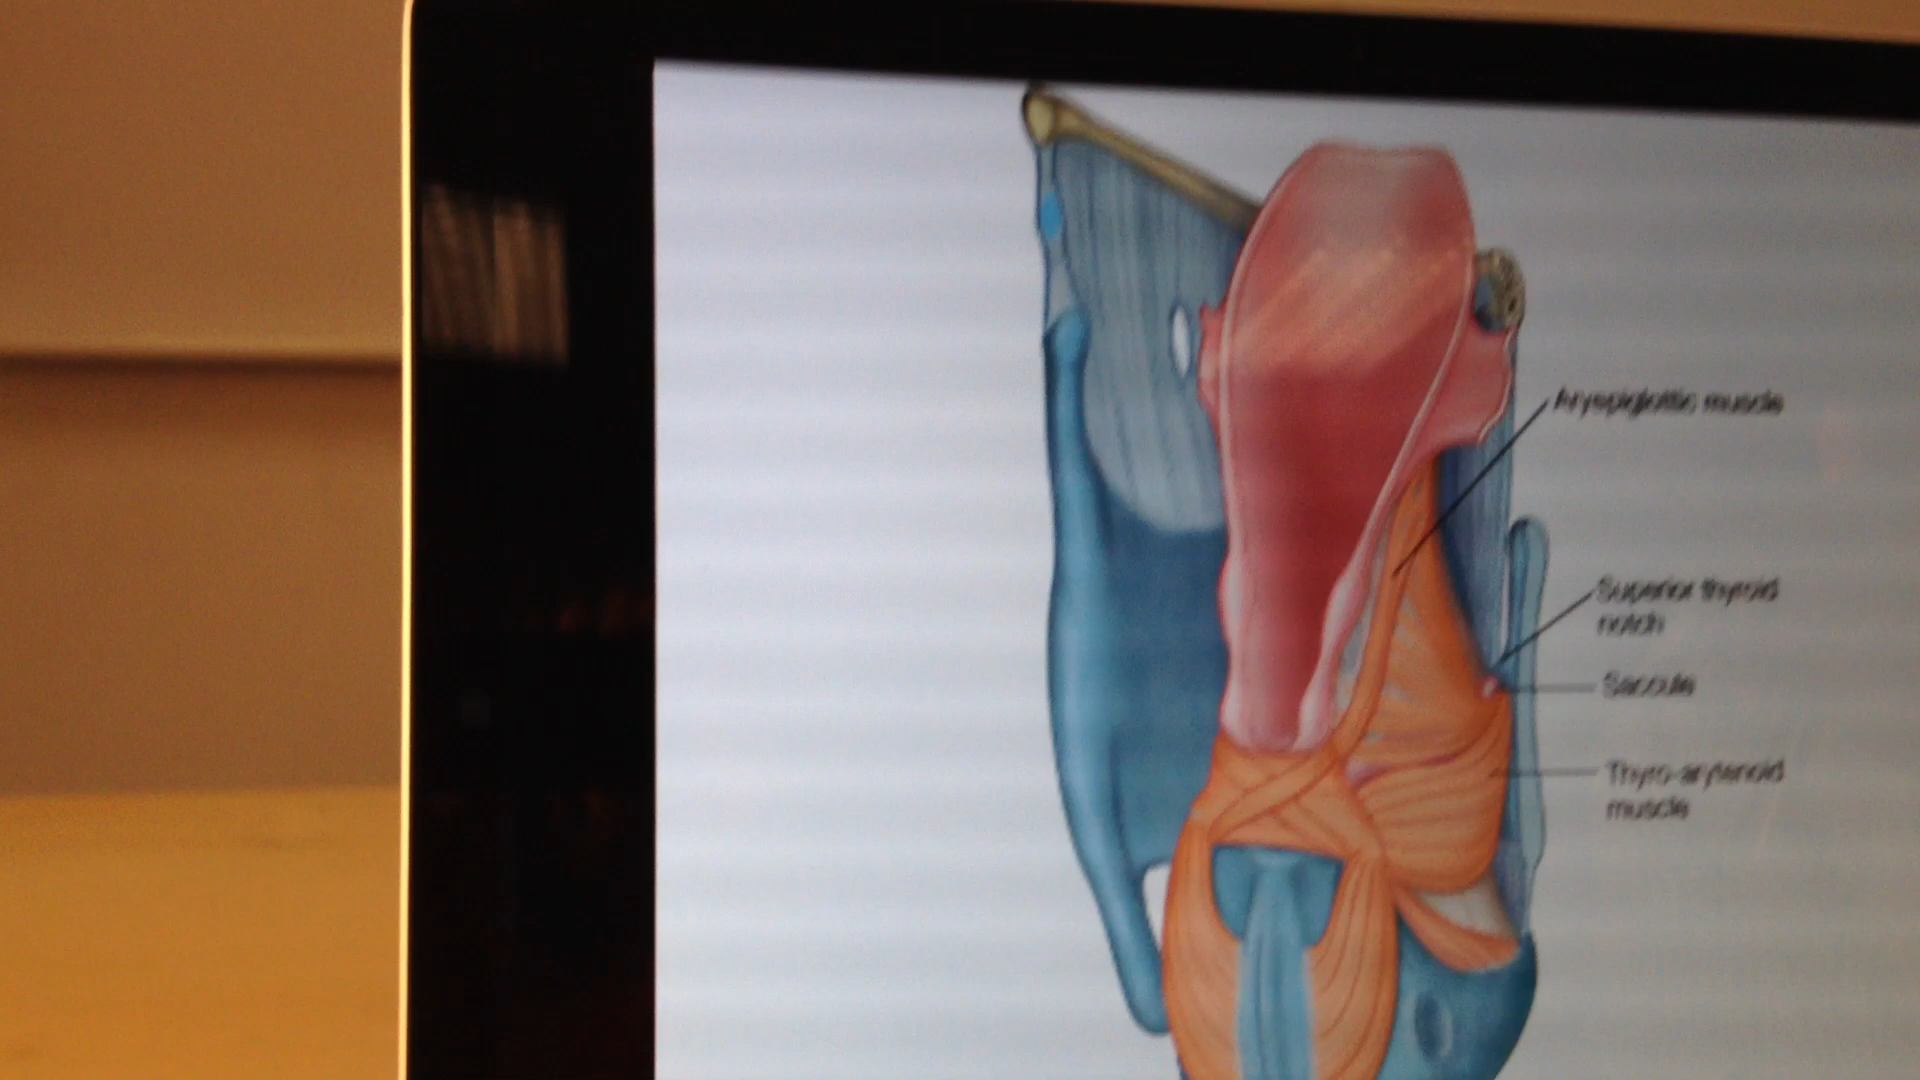 Aryepiglottic muscle
Superior thyroid
notch
Saccule
Thyro-arytenoid
muscle